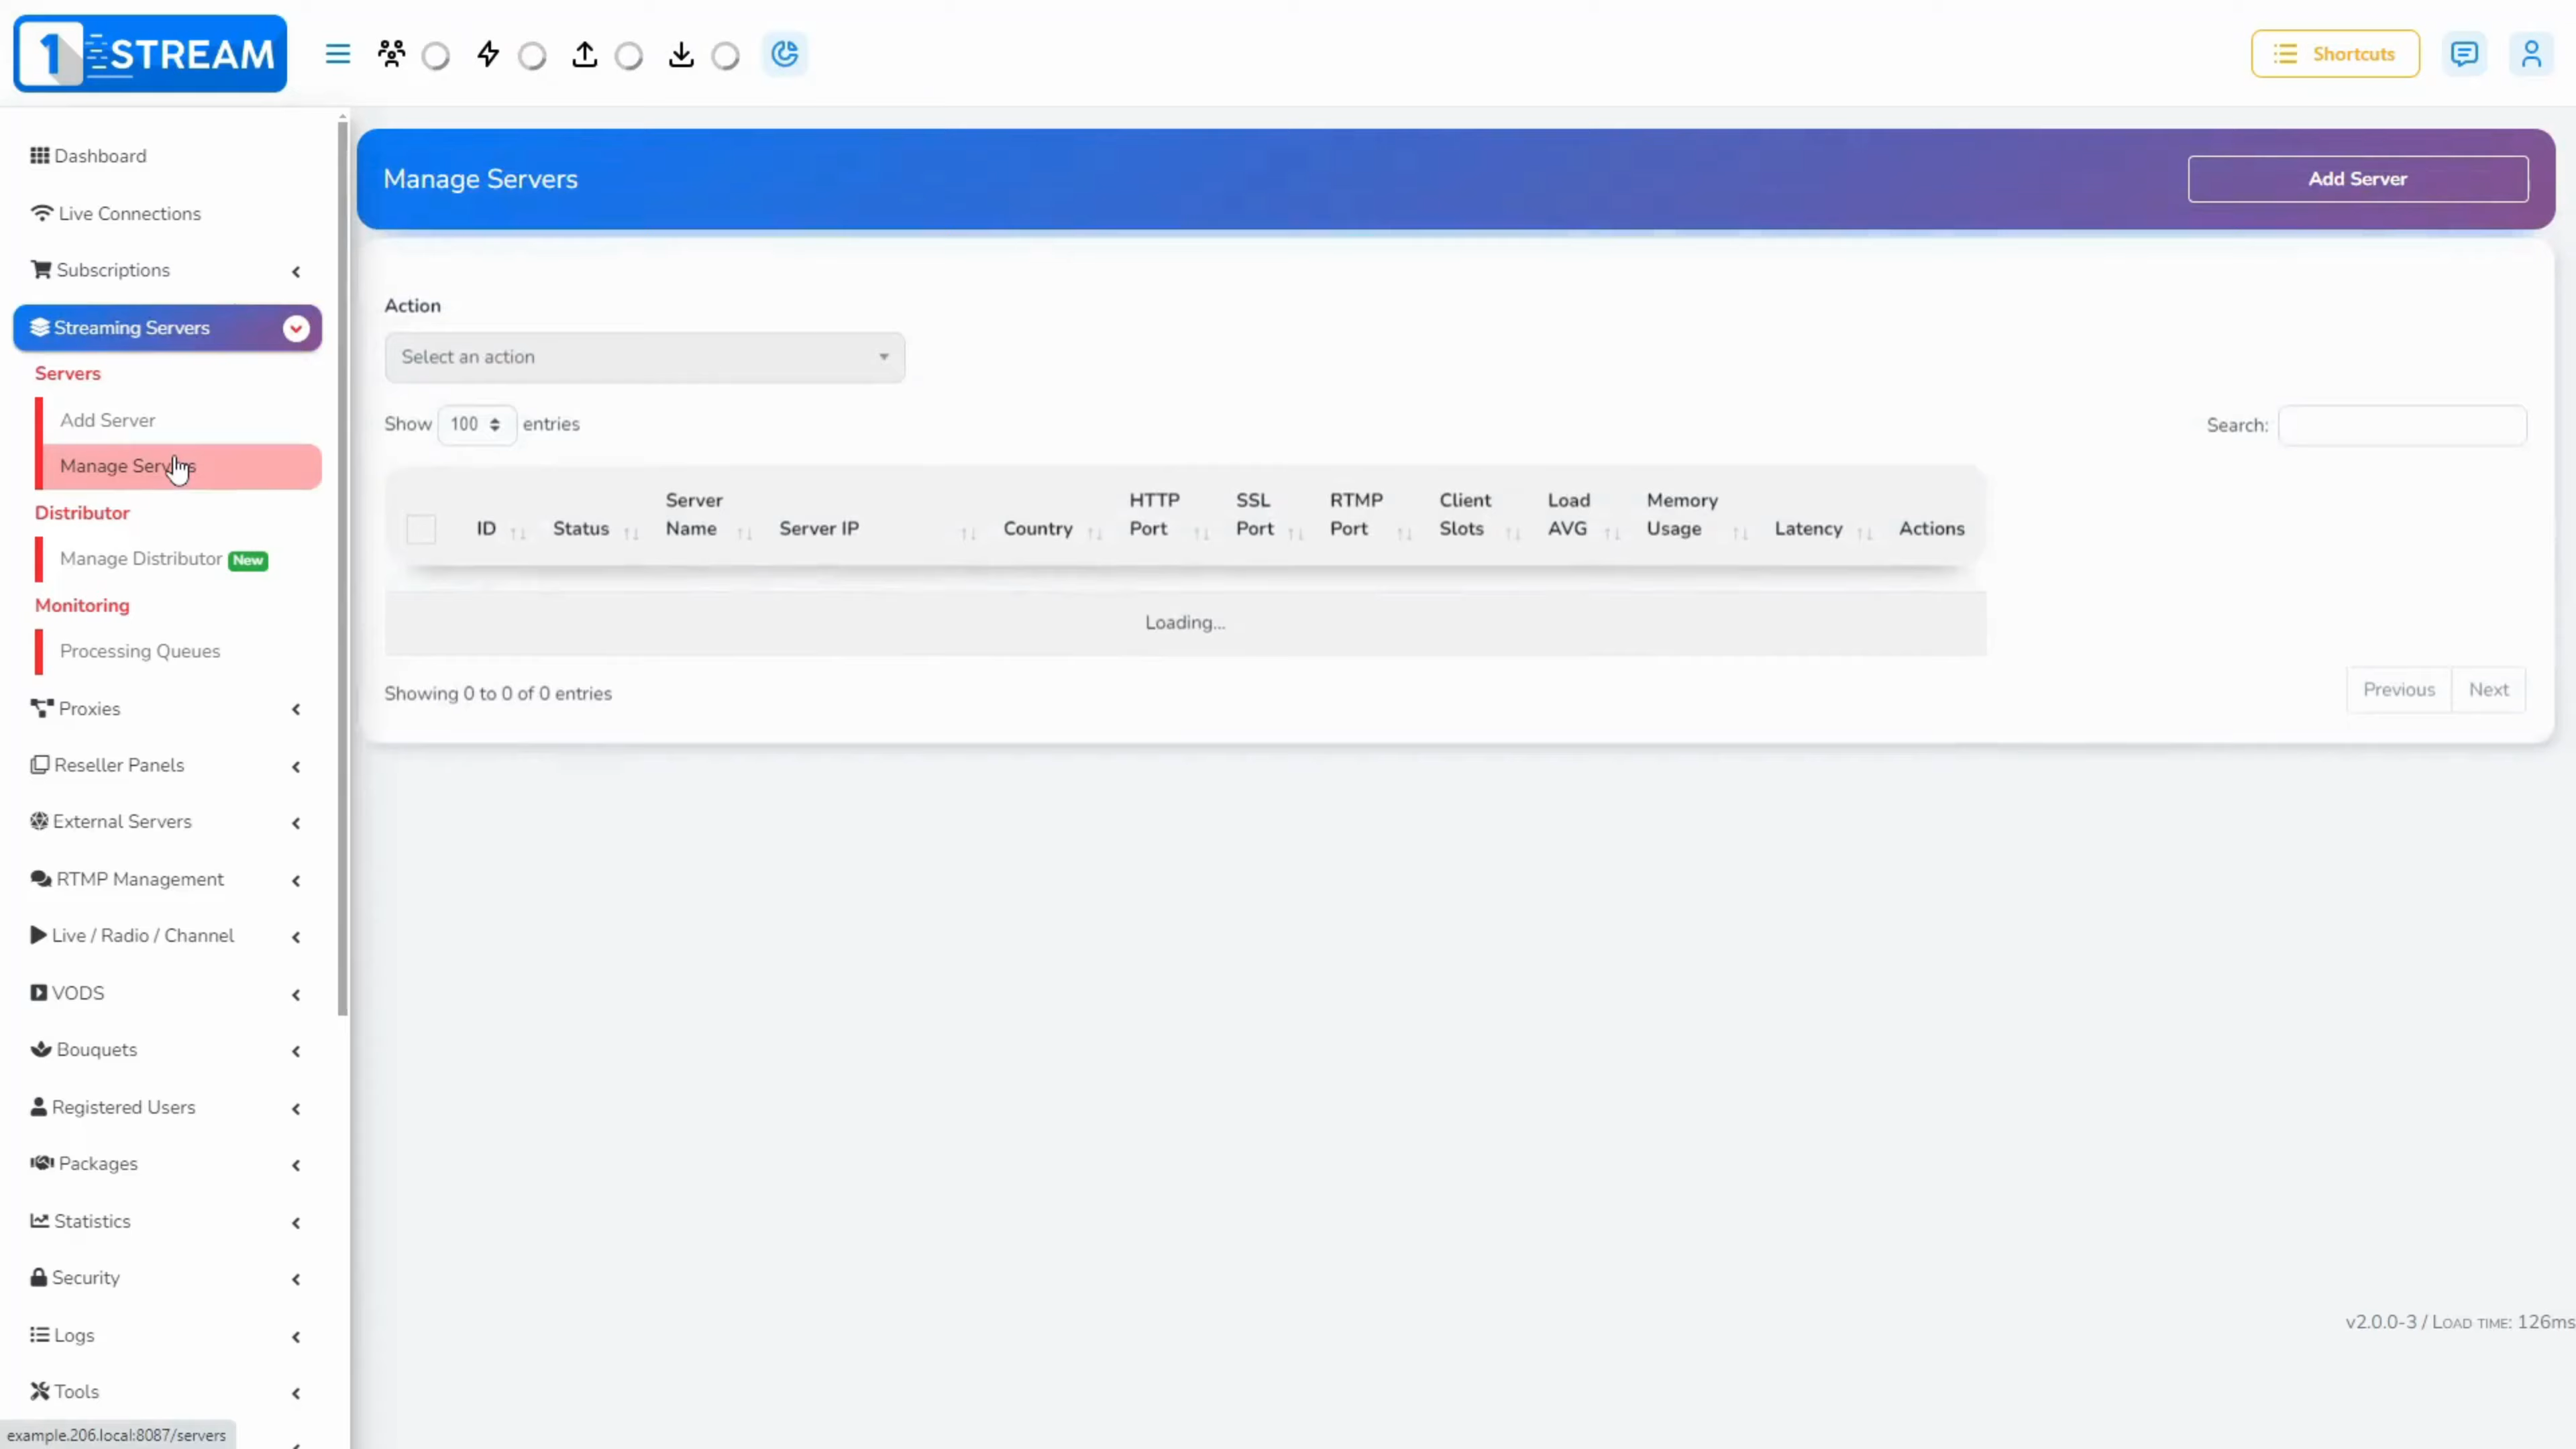 1 STREAM
Shortcuts
Dashboard
Live Connections
Subscriptions
Streaming Servers
Servers
Add Server
Manage Servers
Distributor
Manage Distributor New
Monitoring
Processing Queues
Proxies
Reseller Panels
External Servers
RTMP Management
Live / Radio / Channel
VODS
Bouquets
Registered Users
Packages
Statistics
Security
Logs
Tools
example.206.local:8087/servers
Manage Servers
Add Server
Action
Select an action
Show 100 entries
Search:
ID Status Server Name Server IP Country HTTP Port SSL Port RTMP Port Client Slots Load AVG Memory Usage Latency Actions
Loading...
Showing 0 to 0 of 0 entries
Previous Next
v2.0.0-3 / LOAD TIME: 126ms